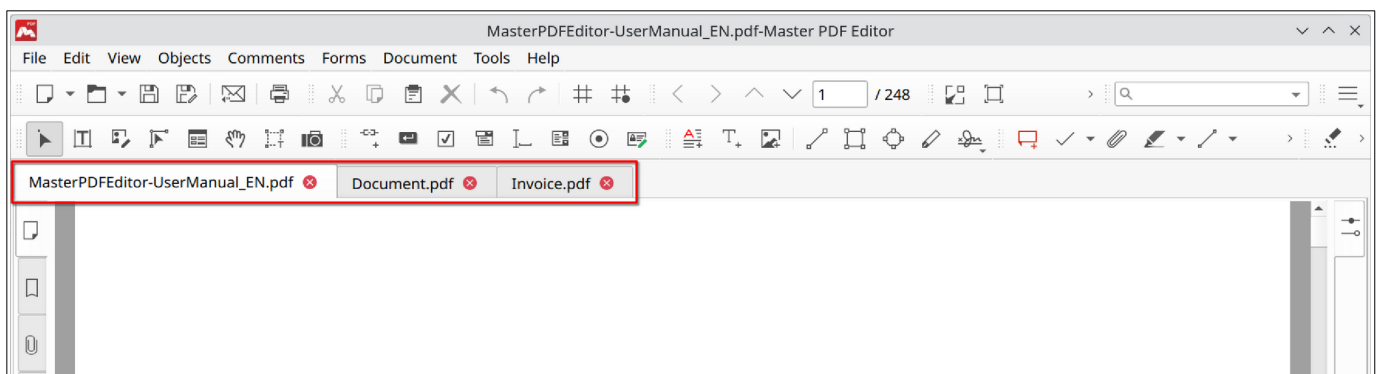 MasterPDFEditor-UserManual_EN.pdf-Master PDF Editor
File Edit View Objects Comments Forms Document Tools Help
1 / 248
MasterPDFEditor-UserManual_EN.pdf Document.pdf Invoice.pdf